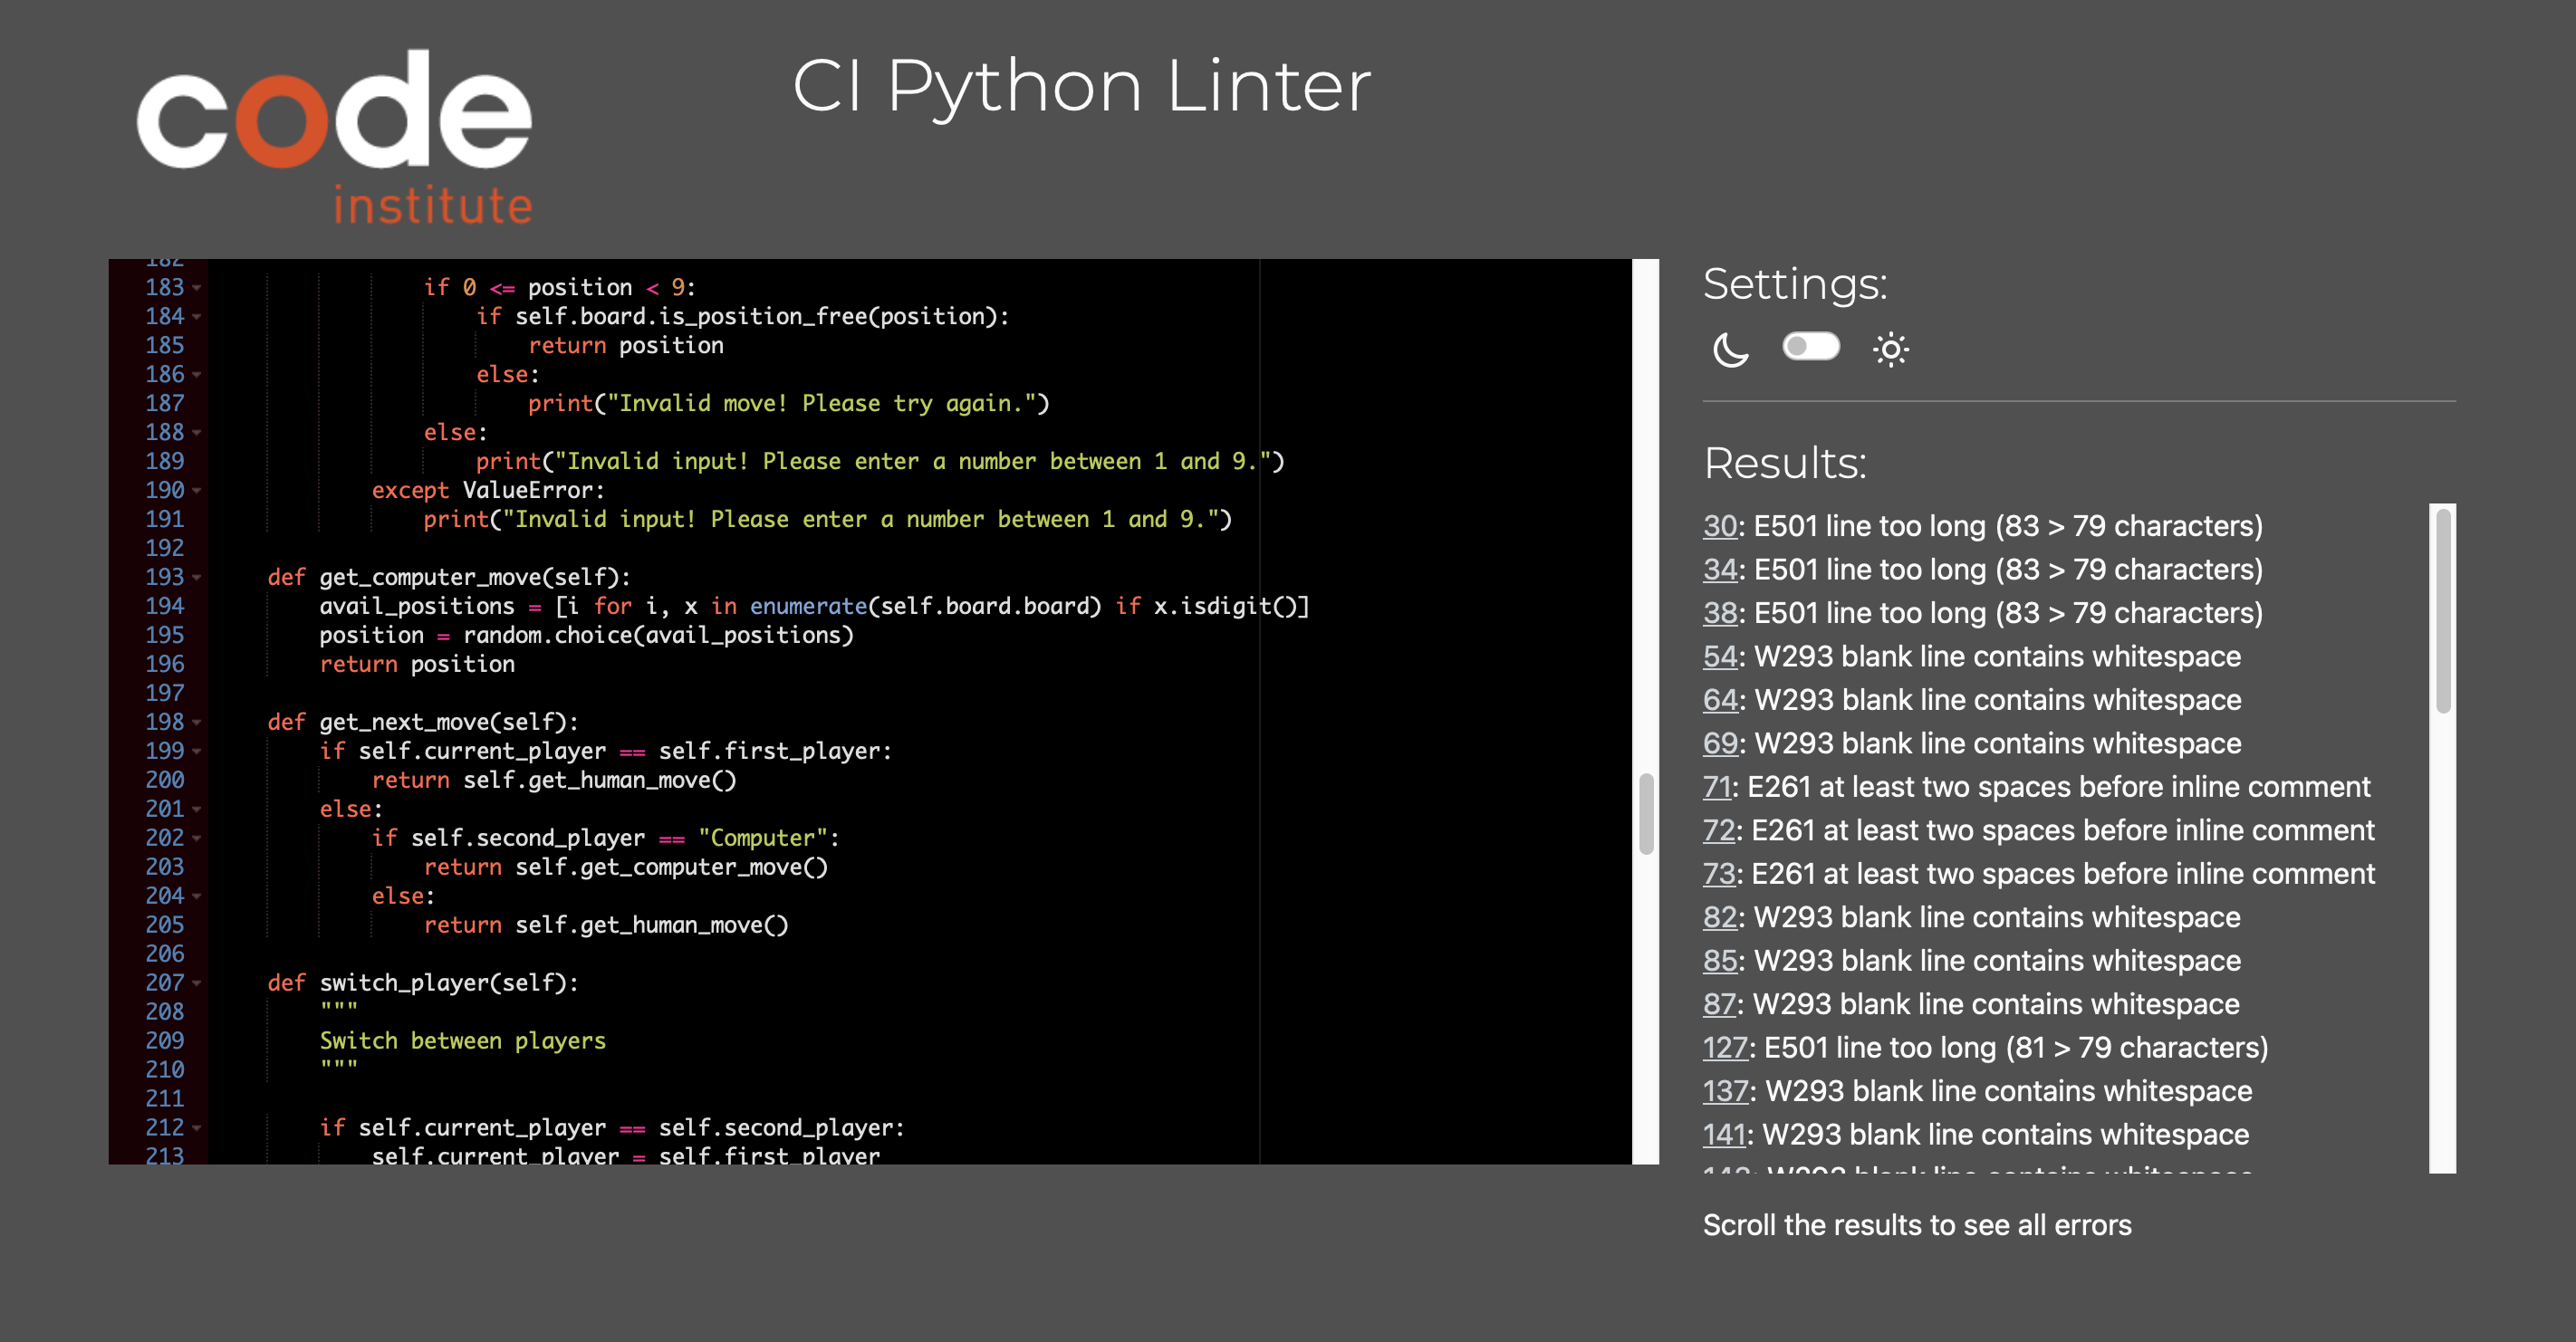 code
institute
CI Python Linter
182
183 if 0 <= position < 9:
184 if self.board.is_position_free(position):
185 return position
186 else:
187 print("Invalid move! Please try again.")
188 else:
189 print("Invalid input! Please enter a number between 1 and 9.")
190 except ValueError:
191 print("Invalid input! Please enter a number between 1 and 9.")
192
193 def get_computer_move(self):
194 avail_positions = [i for i, x in enumerate(self.board.board) if x.isdigit()]
195 position = random.choice(avail_positions)
196 return position
197
198 def get_next_move(self):
199 if self.current_player == self.first_player:
200 return self.get_human_move()
201 else:
202 if self.second_player == "Computer":
203 return self.get_computer_move()
204 else:
205 return self.get_human_move()
206
207 def switch_player(self):
208 """
209 Switch between players
210 """
211
212 if self.current_player == self.second_player:
213 self.current_player = self.first_player
Settings:
Results:
30: E501 line too long (83 > 79 characters)
34: E501 line too long (83 > 79 characters)
38: E501 line too long (83 > 79 characters)
54: W293 blank line contains whitespace
64: W293 blank line contains whitespace
69: W293 blank line contains whitespace
71: E261 at least two spaces before inline comment
72: E261 at least two spaces before inline comment
73: E261 at least two spaces before inline comment
82: W293 blank line contains whitespace
85: W293 blank line contains whitespace
87: W293 blank line contains whitespace
127: E501 line too long (81 > 79 characters)
137: W293 blank line contains whitespace
141: W293 blank line contains whitespace
W293 blank line contains whitespace
Scroll the results to see all errors